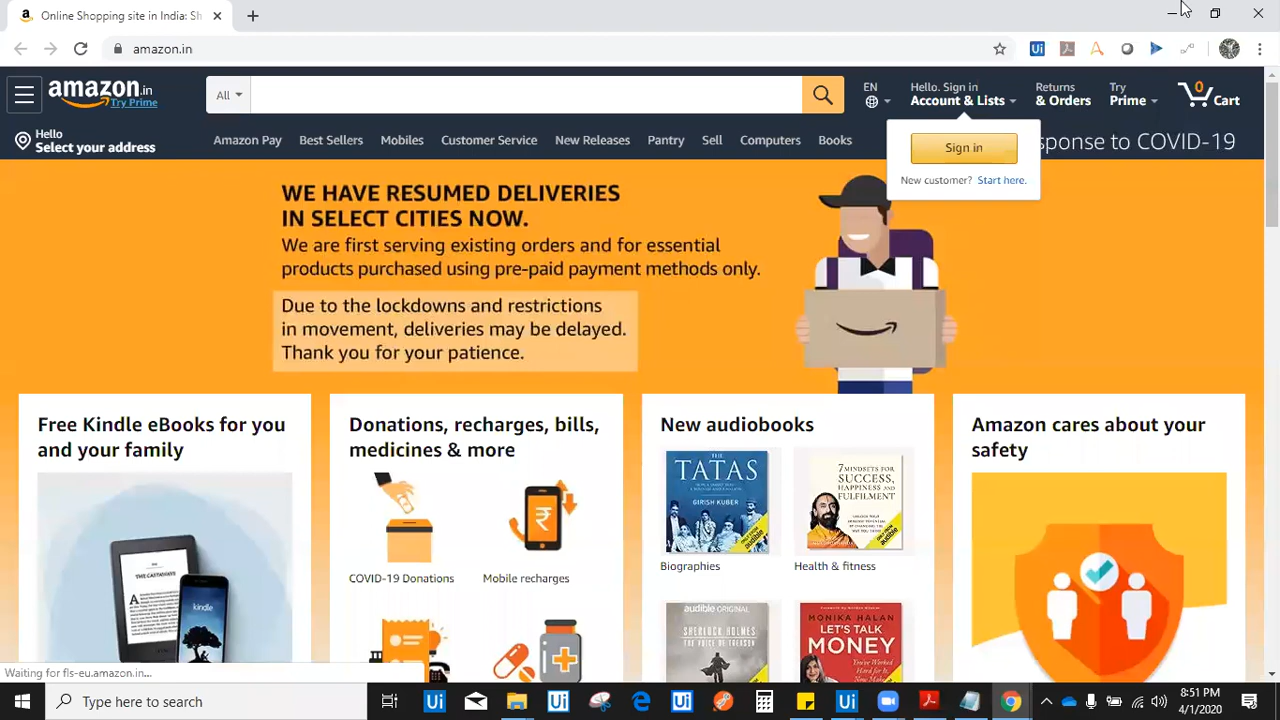 Online Shopping site in India: Sh
amazon.in
amazon.in
Try Prime
All
EN
Hello. Sign in
Account & Lists
Returns
& Orders
Try
Prime
0
Cart
Hello
Select your address
Amazon Pay
Best Sellers
Mobiles
Customer Service
New Releases
Pantry
Sell
Computers
Books
sponse to COVID-19
Sign in
New customer? Start here.
WE HAVE RESUMED DELIVERIES
IN SELECT CITIES NOW.
We are first serving existing orders and for essential
products purchased using pre-paid payment methods only.
Due to the lockdowns and restrictions
in movement, deliveries may be delayed.
Thank you for your patience.
Free Kindle eBooks for you
and your family
kindle
Donations, recharges, bills,
medicines & more
COVID-19 Donations
Mobile recharges
New audiobooks
THE
TATAS
GIRISH KUBER
7 MINDSETS FOR
SUCCESS,
HAPPINESS AND
FULFILMENT
Biographies
Health & fitness
audible ORIGINAL
SHERLOCK HOLMES
MONIKA HALAN
LET'S TALK
MONEY
Amazon cares about your
safety
Waiting for fls-eu.amazon.in...
Type here to search
8:51 PM
4/1/2020